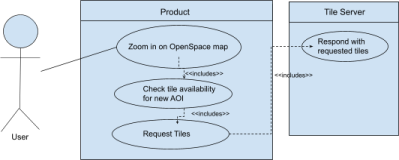 Product
Tile Server
Zoom in on OpenSpace map
Respond with
requested tiles
<<includes>>
<<includes>>
Check tile availability
for new AOI
<<includes>>
Request Tiles
User